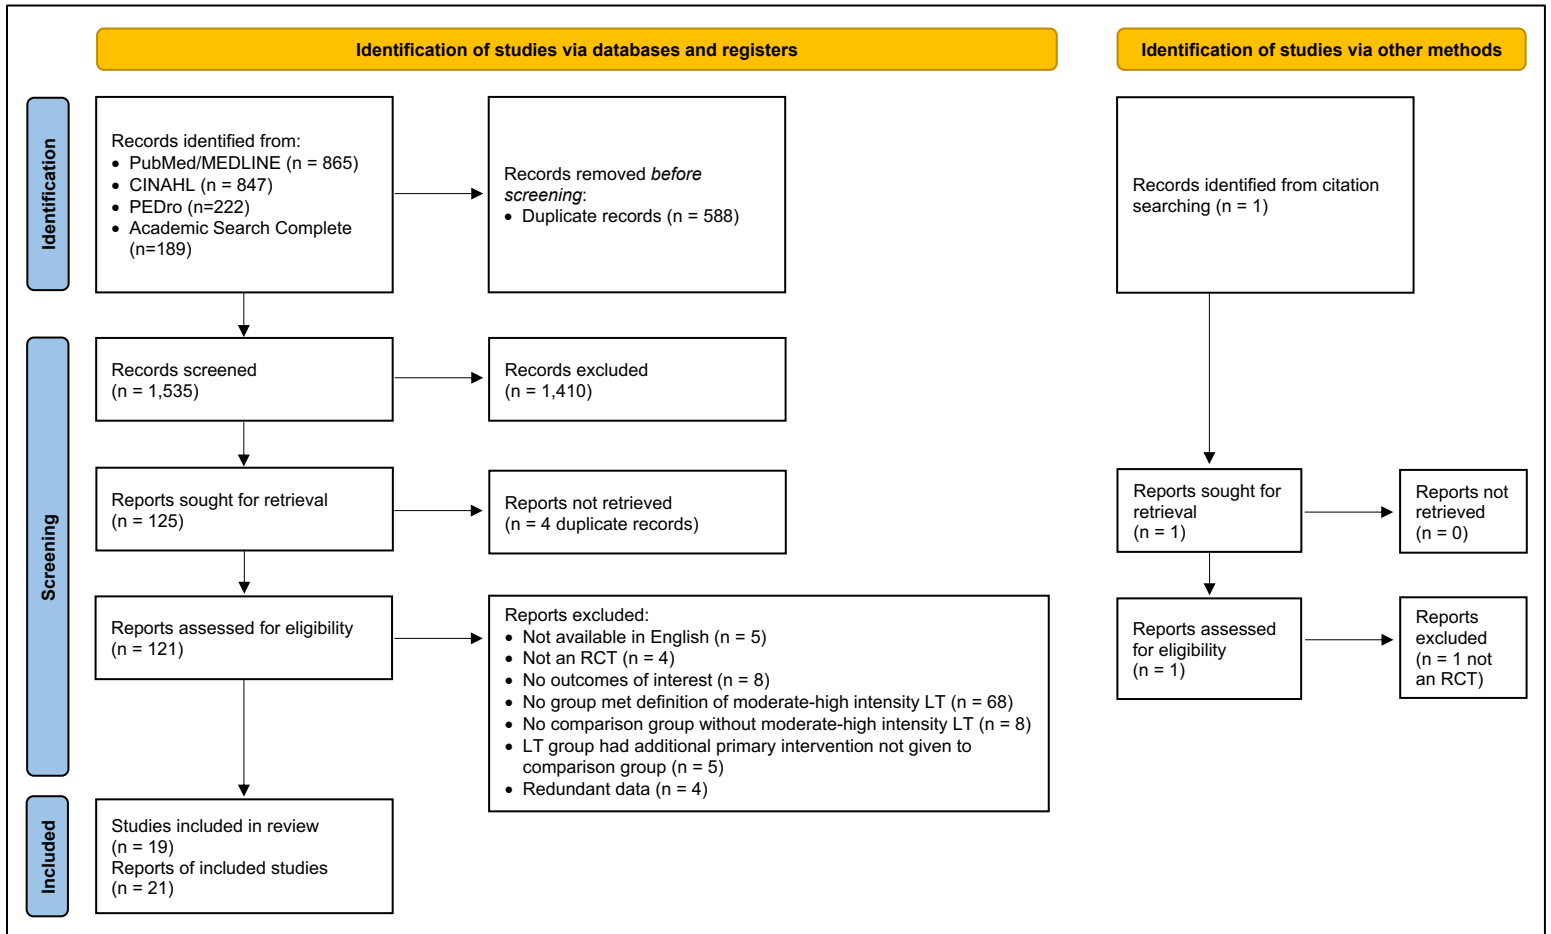 Identification of studies via databases and registers
Identification of studies via other methods
Identification
Records identified from:
• PubMed/MEDLINE (n = 865)
• CINAHL (n = 847)
• PEDro (n=222)
• Academic Search Complete
(n=189)
Records removed before
screening:
• Duplicate records (n = 588)
Records identified from citation
searching (n = 1)
Screening
Records screened
(n = 1,535)
Records excluded
(n = 1,410)
Reports sought for retrieval
(n = 125)
Reports not retrieved
(n = 4 duplicate records)
Reports sought for
retrieval
(n = 1)
Reports not
retrieved
(n = 0)
Reports assessed for eligibility
(n = 121)
Reports excluded:
• Not available in English (n = 5)
• Not an RCT (n = 4)
• No outcomes of interest (n = 8)
• No group met definition of moderate-high intensity LT (n = 68)
• No comparison group without moderate-high intensity LT (n = 8)
• LT group had additional primary intervention not given to
comparison group (n = 5)
• Redundant data (n = 4)
Reports assessed
for eligibility
(n = 1)
Reports
excluded
(n = 1 not
an RCT)
Included
Studies included in review
(n = 19)
Reports of included studies
(n = 21)